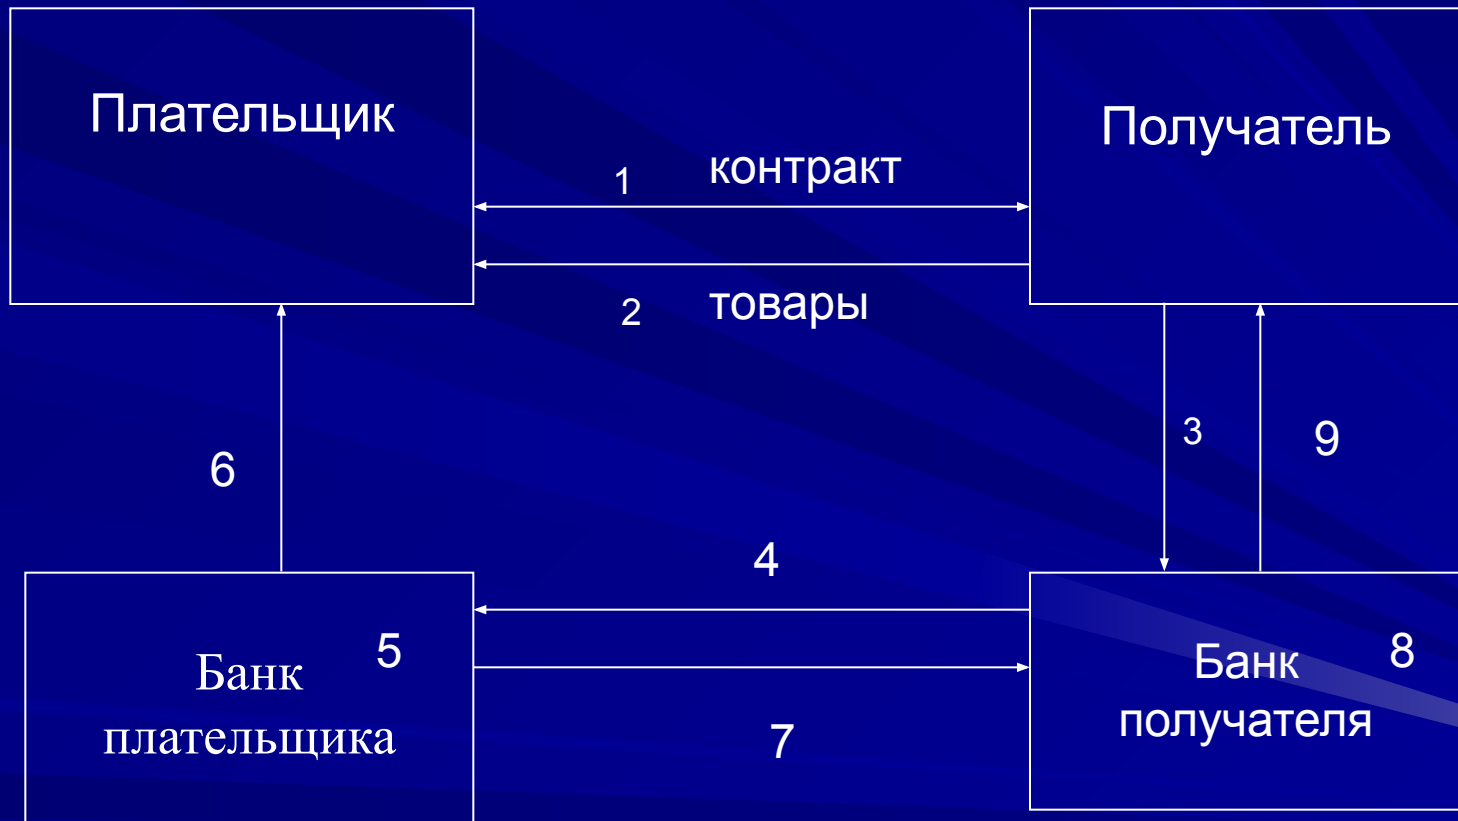 Плательщик
Получатель
1 контракт
2 товары
3
9
6
4
5
Банк
плательщика
8
Банк
получателя
7